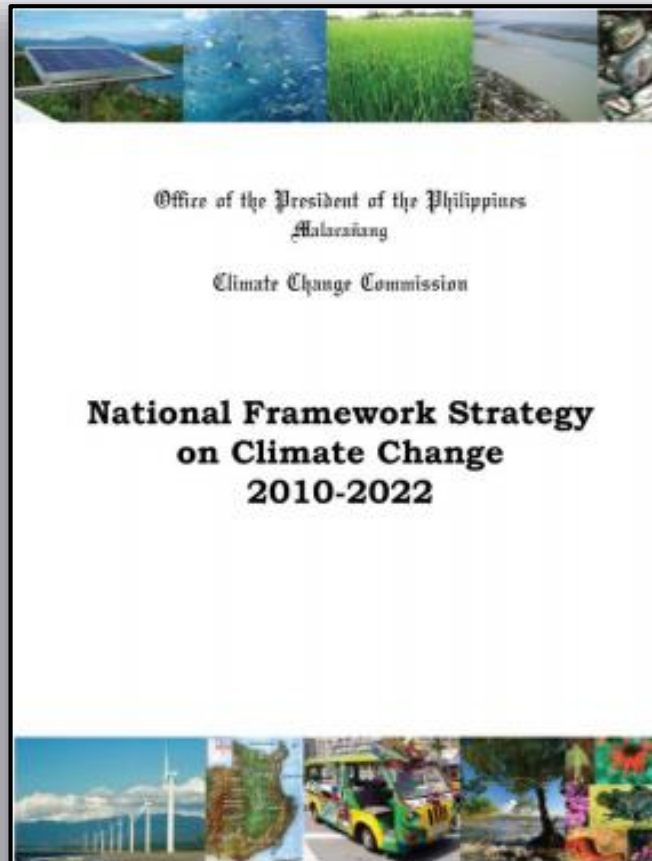 Office of the President of the Philippines
Malacañang
Climate Change Commission
National Framework Strategy
on Climate Change
2010-2022